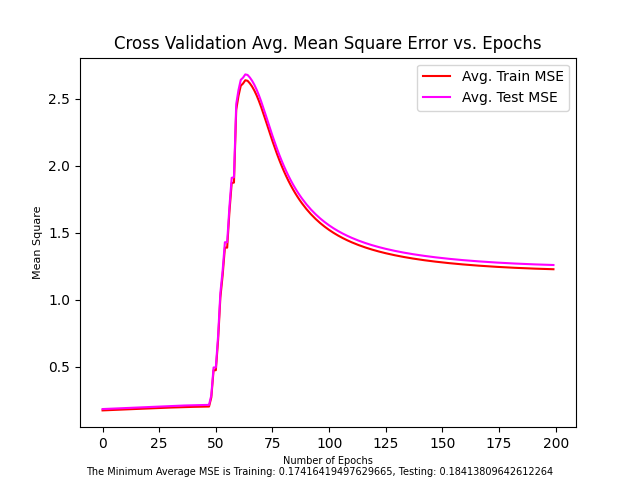 Cross Validation Avg. Mean Square Error vs. Epochs
Avg. Train MSE
Avg. Test MSE
2.5
2.0
1.5
1.0
0.5
Mean Square
0 25 50 75 100 125 150 175 200
Number of Epochs
The Minimum Average MSE is Training: 0.17416419497629665, Testing: 0.18413809642612264